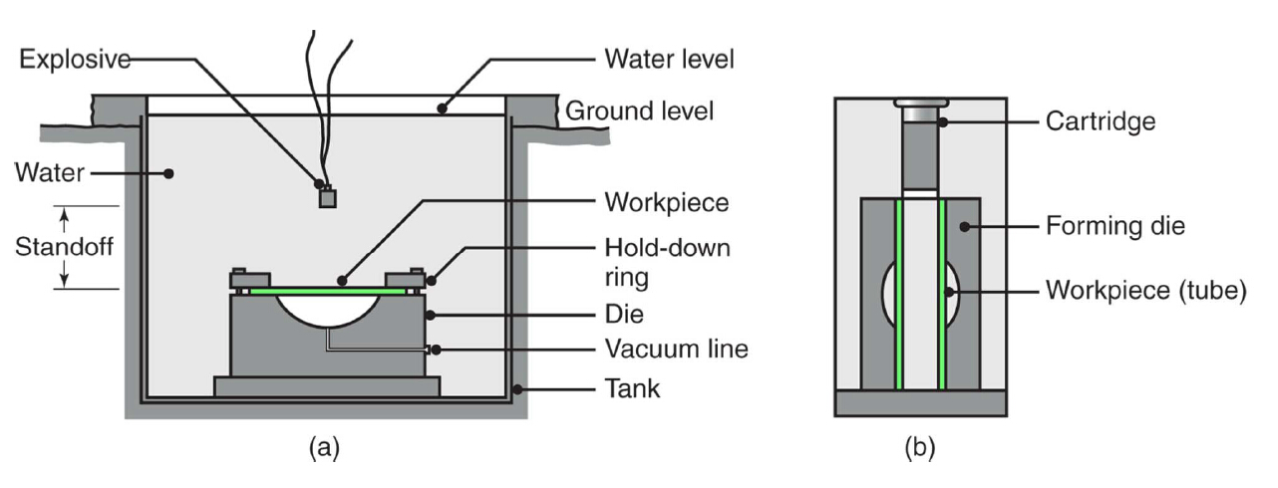 Explosive
Water level
Ground level
Water
Standoff
Workpiece
Hold-down
ring
Die
Vacuum line
Tank
(a)
Cartridge
Forming die
Workpiece (tube)
(b)